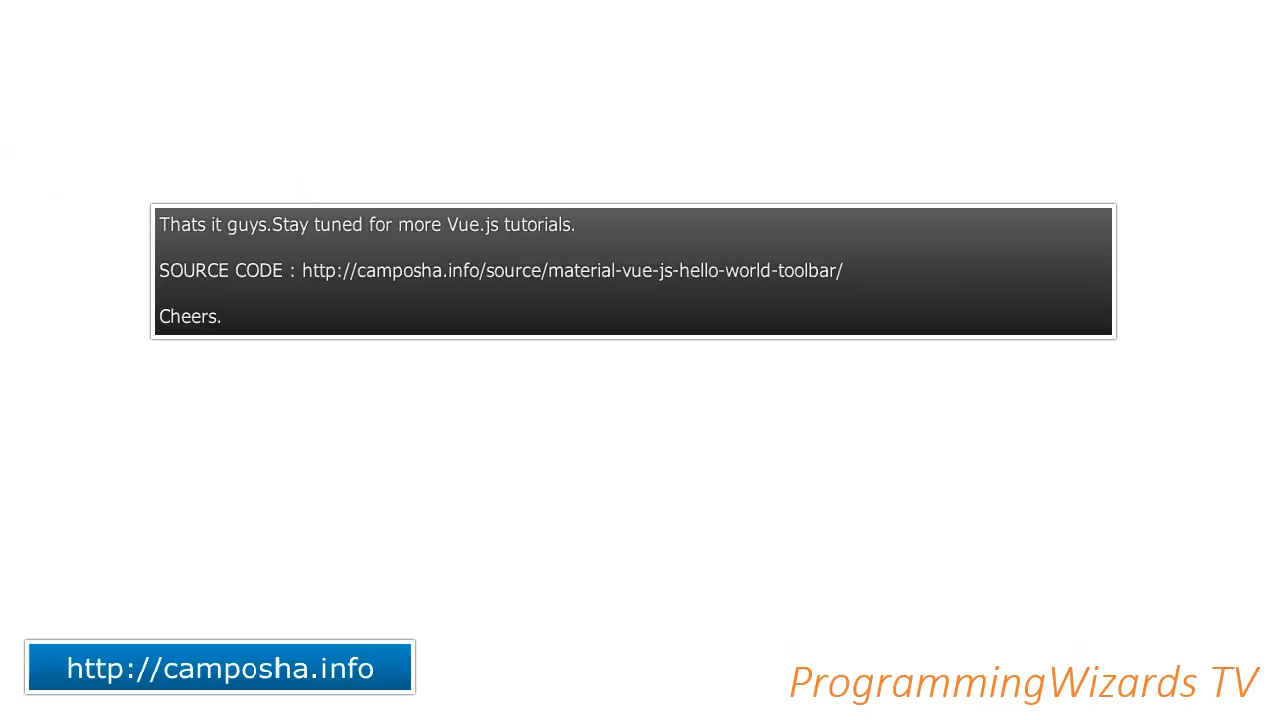 Thats it guys.Stay tuned for more Vue.js tutorials.
SOURCE CODE : http://camposha.info/source/material-vue-js-hello-world-toolbar/
Cheers.
http://camposha.info
ProgrammingWizards TV